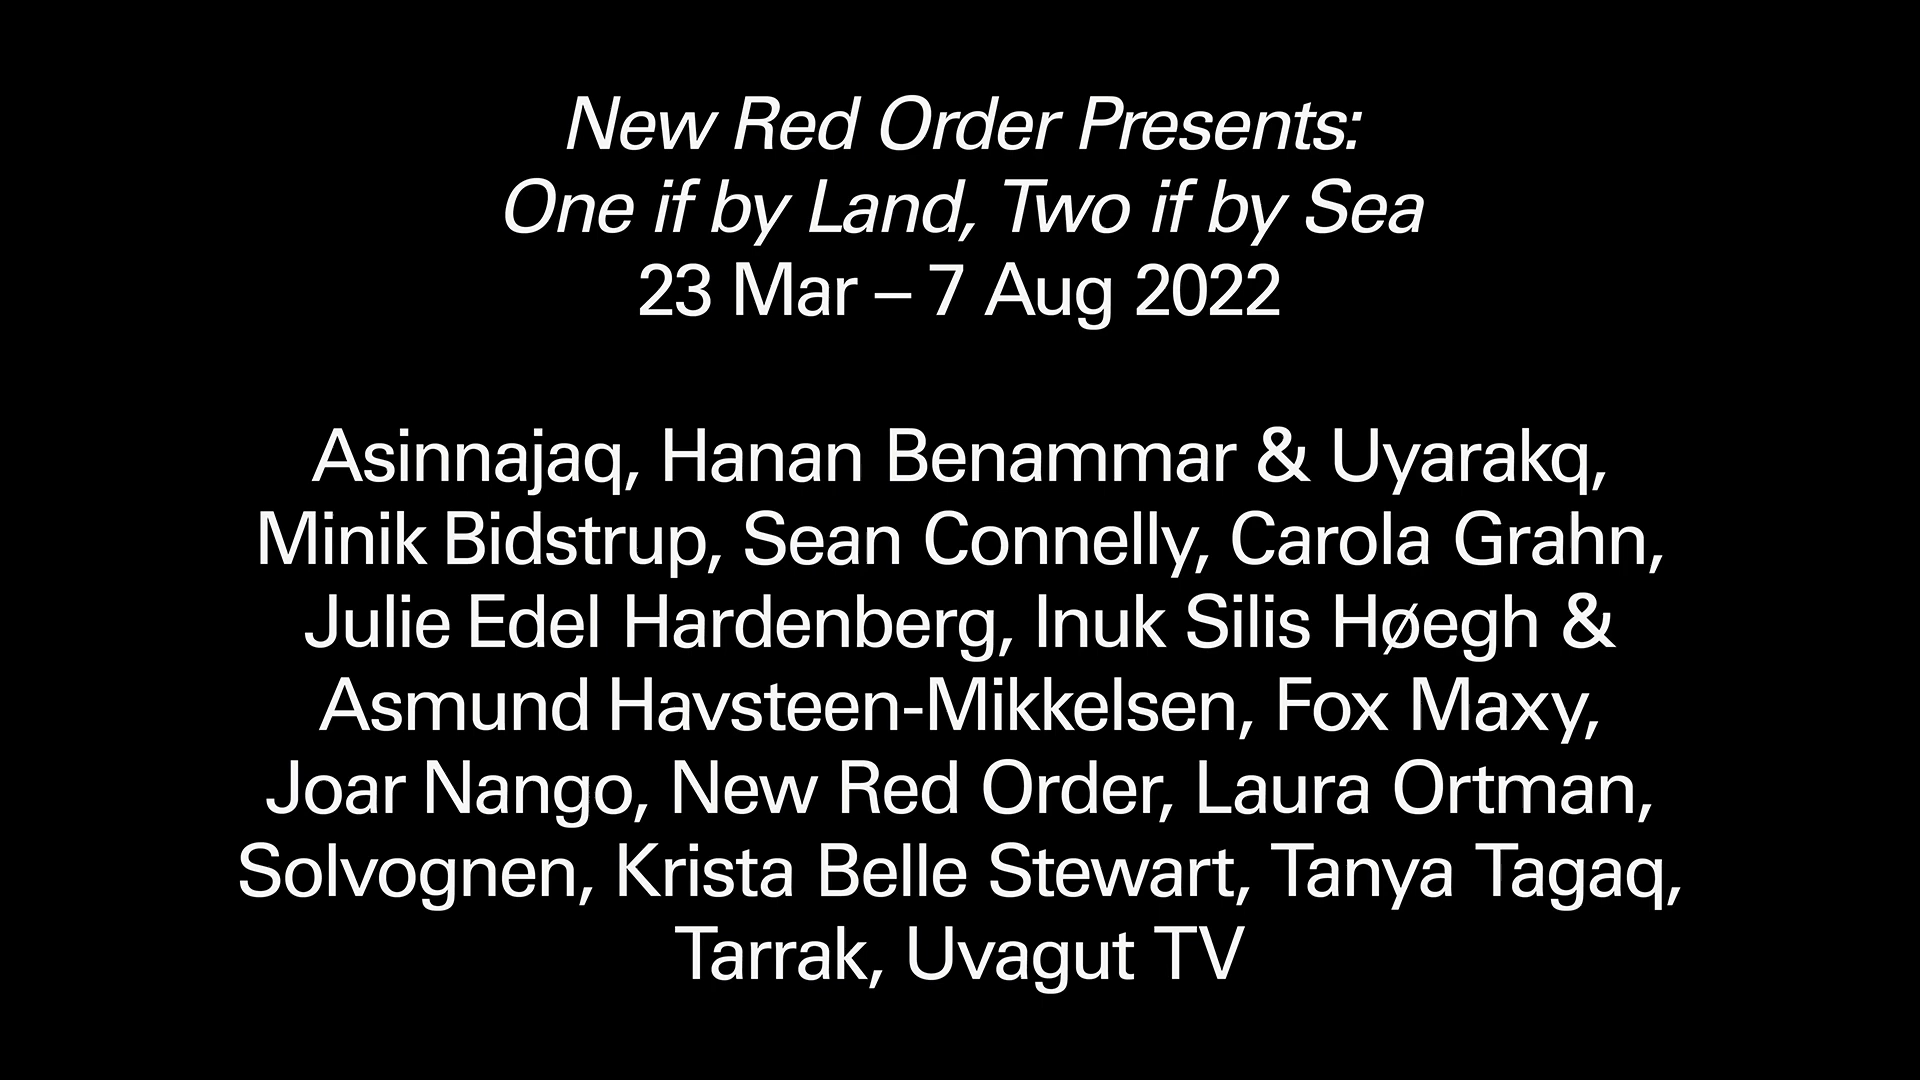 New Red Order Presents:
One if by Land, Two if by Sea
23 Mar – 7 Aug 2022
Asinnajaq, Hanan Benammar & Uyarakq,
Minik Bidstrup, Sean Connelly, Carola Grahn,
Julie Edel Hardenberg, Inuk Silis Høegh &
Asmund Havsteen-Mikkelsen, Fox Maxy,
Joar Nango, New Red Order, Laura Ortman,
Solvognen, Krista Belle Stewart, Tanya Tagaq,
Tarrak, Uvagut TV